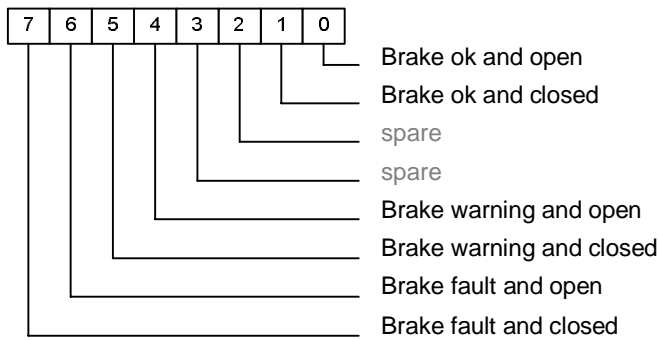 7 6 5 4 3 2 1 0
Brake ok and open
Brake ok and closed
spare
spare
Brake warning and open
Brake warning and closed
Brake fault and open
Brake fault and closed